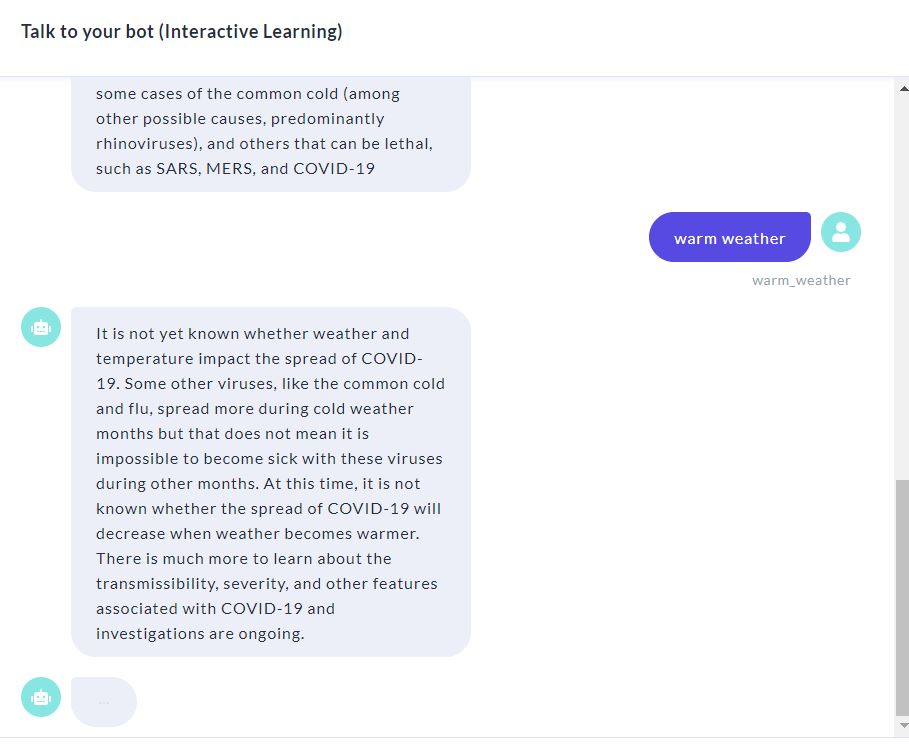 Talk to your bot (Interactive Learning)
some cases of the common cold (among
other possible causes, predominantly
rhinoviruses), and others that can be lethal,
such as SARS, MERS, and COVID-19
warm weather
warm_weather
It is not yet known whether weather and
temperature impact the spread of COVID-
19. Some other viruses, like the common cold
and flu, spread more during cold weather
months but that does not mean it is
impossible to become sick with these viruses
during other months. At this time, it is not
known whether the spread of COVID-19 will
decrease when weather becomes warmer.
There is much more to learn about the
transmissibility, severity, and other features
associated with COVID-19 and
investigations are ongoing.
...